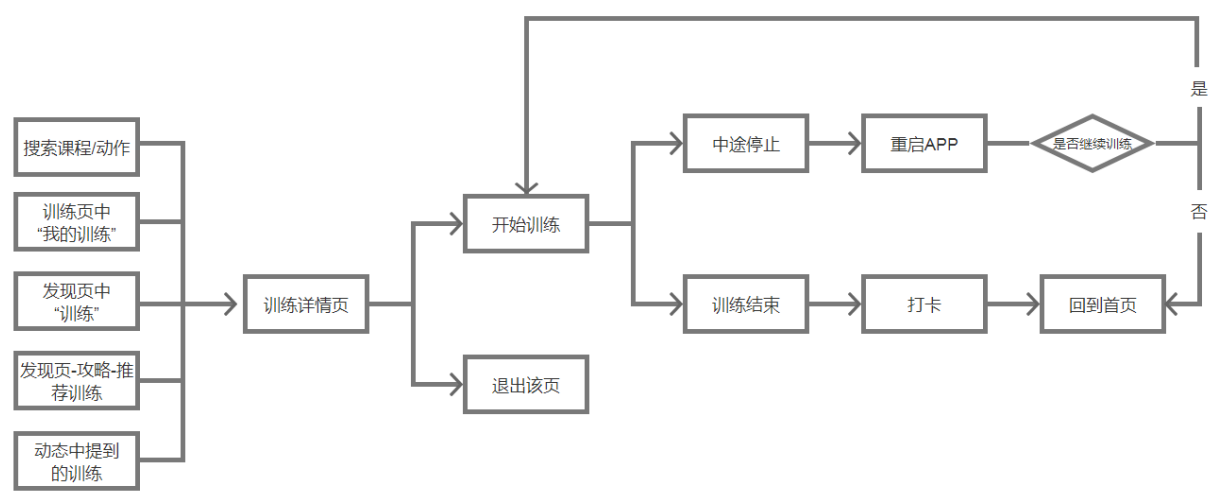 搜索课程/动作
训练页中
“我的训练”
发现页中
“训练”
发现页-攻略-推
荐训练
动态中提到
的训练
训练详情页
开始训练
退出该页
中途停止
重启APP
是否继续训练
是
否
训练结束
打卡
回到首页